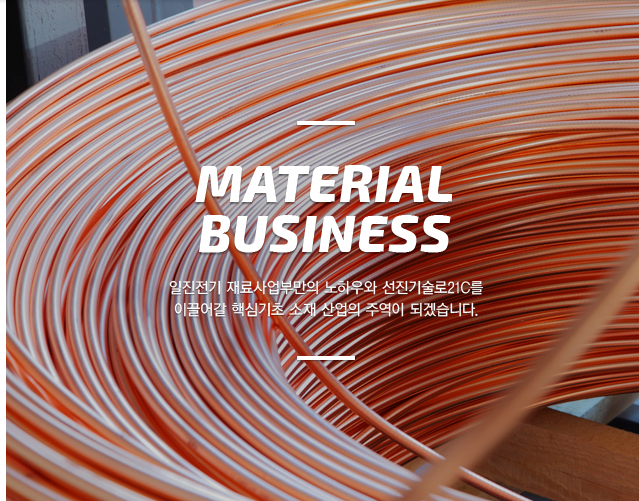 MATERIAL
BUSINESS
일진전기 재료사업부만의 노하우와 선진기술로21C를
이끌어갈 핵심기초 소재 산업의 주역이 되겠습니다.